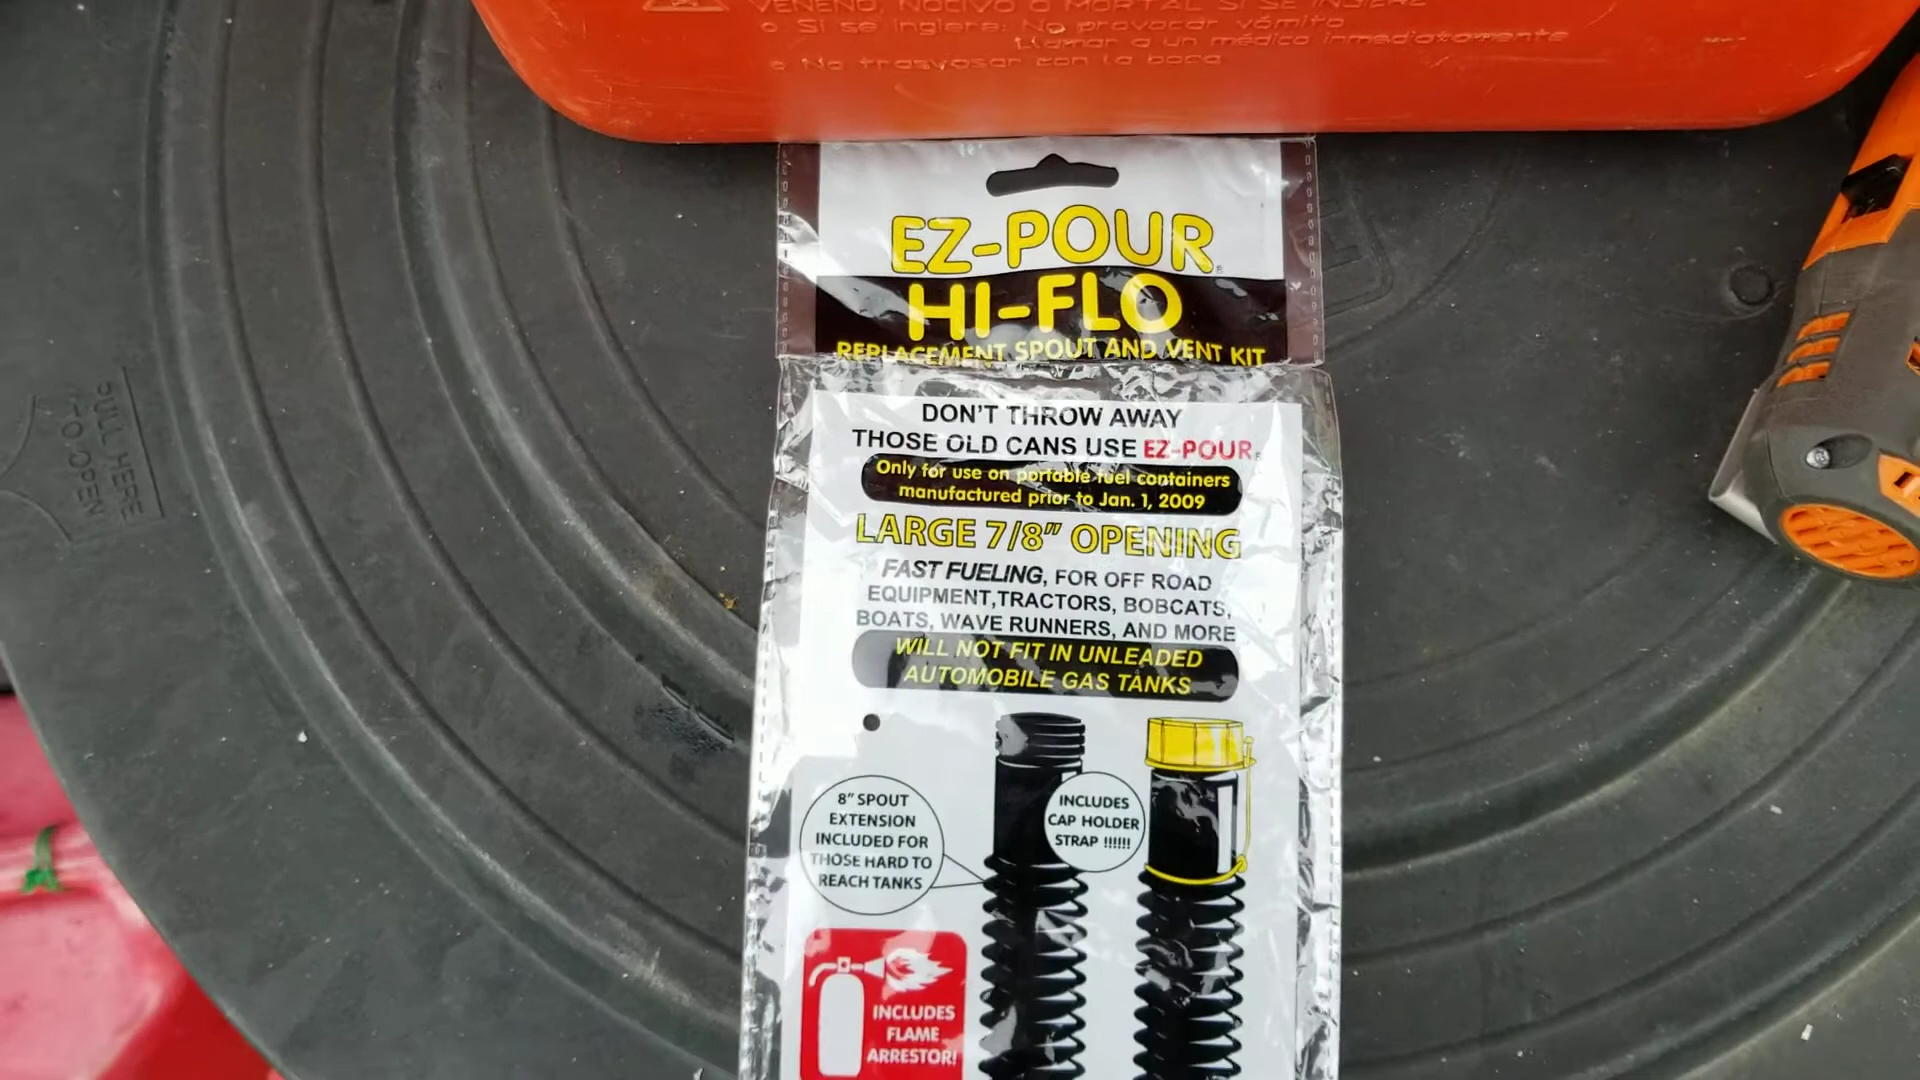 VENENO, NOCIVO O MORTAL SI SE INGIERE
o Si se ingiere: No provocar vómito
Llamar a un médico inmediatamente
o No trasvasar con la boca
EZ-POUR®
HI-FLO
REPLACEMENT SPOUT AND VENT KIT
DON'T THROW AWAY
THOSE OLD CANS USE EZ-POUR®
Only for use on portable fuel containers
manufactured prior to Jan. 1, 2009
LARGE 7/8" OPENING
FAST FUELING, FOR OFF ROAD
EQUIPMENT,TRACTORS, BOBCATS,
BOATS, WAVE RUNNERS, AND MORE
WILL NOT FIT IN UNLEADED
AUTOMOBILE GAS TANKS
8" SPOUT
EXTENSION
INCLUDED FOR
THOSE HARD TO
REACH TANKS
INCLUDES
CAP HOLDER
STRAP !!!!!!
INCLUDES
FLAME
ARRESTOR!
PULL HERE
TO OPEN